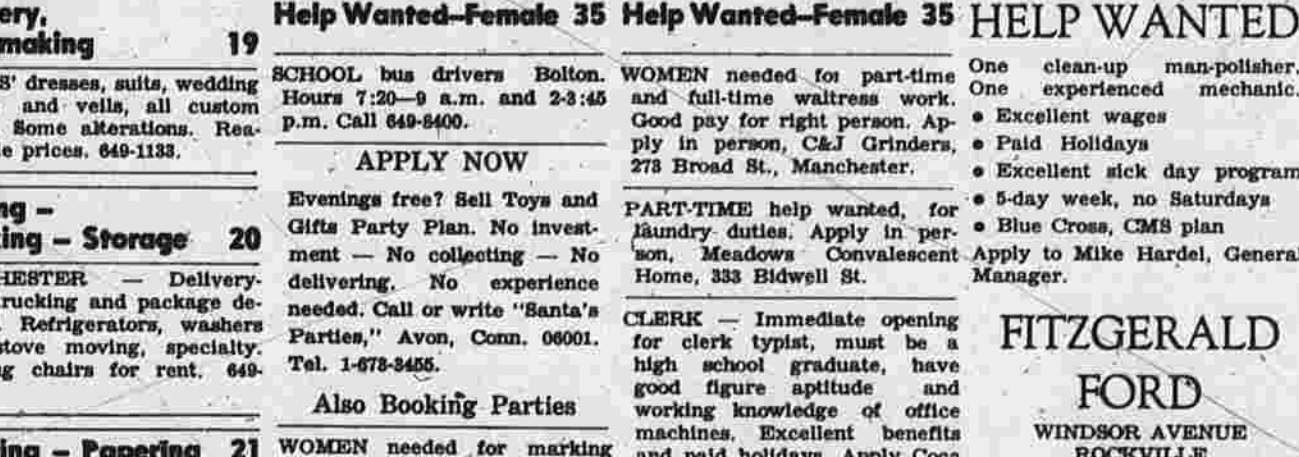 ery,
making 19
S' dresses, suits, wedding
and veils, all custom
Some alterations. Rea-
e prices. 649-1133.
ng –
ing – Storage 20
HESTER — Delivery-
rucking and package de-
Refrigerators, washers
stove moving, specialty.
g chairs for rent. 649-
ing – Papering 21
Help Wanted–Female 35
SCHOOL bus drivers Bolton.
Hours 7:20—9 a.m. and 2-3:45
p.m. Call 649-8400.
APPLY NOW
Evenings free? Sell Toys and
Gifts Party Plan. No invest-
ment — No collecting — No
delivering. No experience
needed. Call or write "Santa's
Parties," Avon, Conn. 06001.
Tel. 1-673-3455.
Also Booking Parties
WOMEN needed for marking
Help Wanted–Female 35
WOMEN needed for part-time
and full-time waitress work.
Good pay for right person. Ap-
ply in person, C&J Grinders,
273 Broad St., Manchester.
PART-TIME help wanted, for
laundry duties. Apply in per-
son, Meadows Convalescent
Home, 333 Bidwell St.
CLERK — Immediate opening
for clerk typist, must be a
high school graduate, have
good figure aptitude and
working knowledge of office
machines. Excellent benefits
and paid holidays. Apply Coca
HELP WANTED
One clean-up man-polisher.
One experienced mechanic.
• Excellent wages
• Paid Holidays
• Excellent sick day program
• 5-day week, no Saturdays
• Blue Cross, CMS plan
Apply to Mike Hardel, General
Manager.
FITZGERALD
FORD
WINDSOR AVENUE
ROCKVILLE